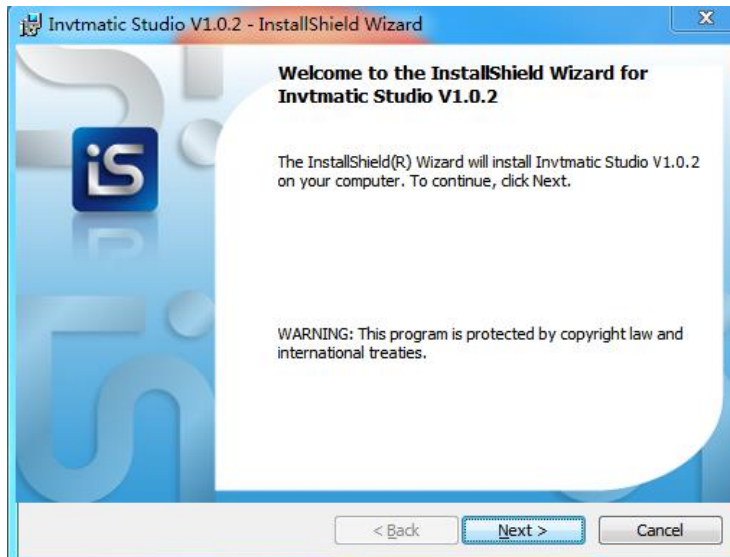 Invtmatic Studio V1.0.2 - InstallShield Wizard
Welcome to the InstallShield Wizard for
Invtmatic Studio V1.0.2
iS
The InstallShield(R) Wizard will install Invtmatic Studio V1.0.2
on your computer. To continue, click Next.
WARNING: This program is protected by copyright law and
international treaties.
< Back
Next >
Cancel